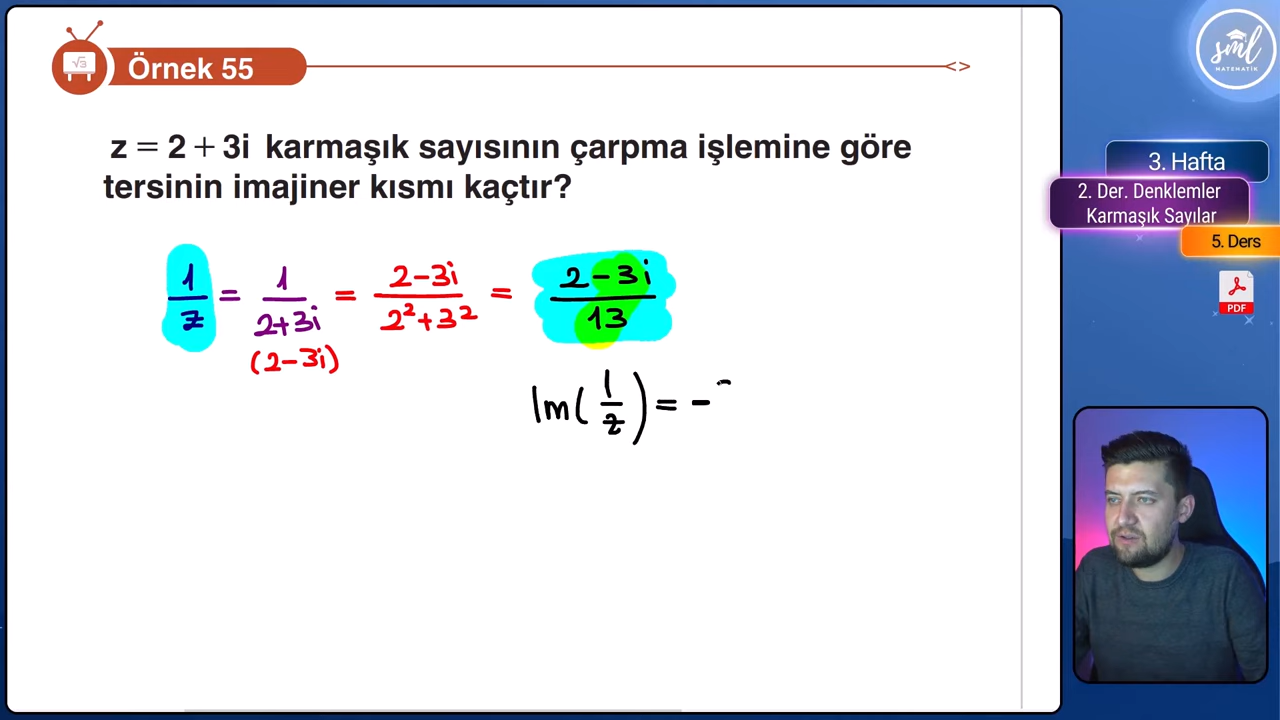 √3
Örnek 55
< >
sml
MATEMATİK
z = 2 + 3i karmaşık sayısının çarpma işlemine göre
tersinin imajiner kısmı kaçtır?
3. Hafta
2. Der. Denklemler
Karmaşık Sayılar
5. Ders
PDF
1/z = 1/(2+3i) = (2-3i)/(2²+3²) = (2-3i)/13
(2-3i)
Im(1/z) = -